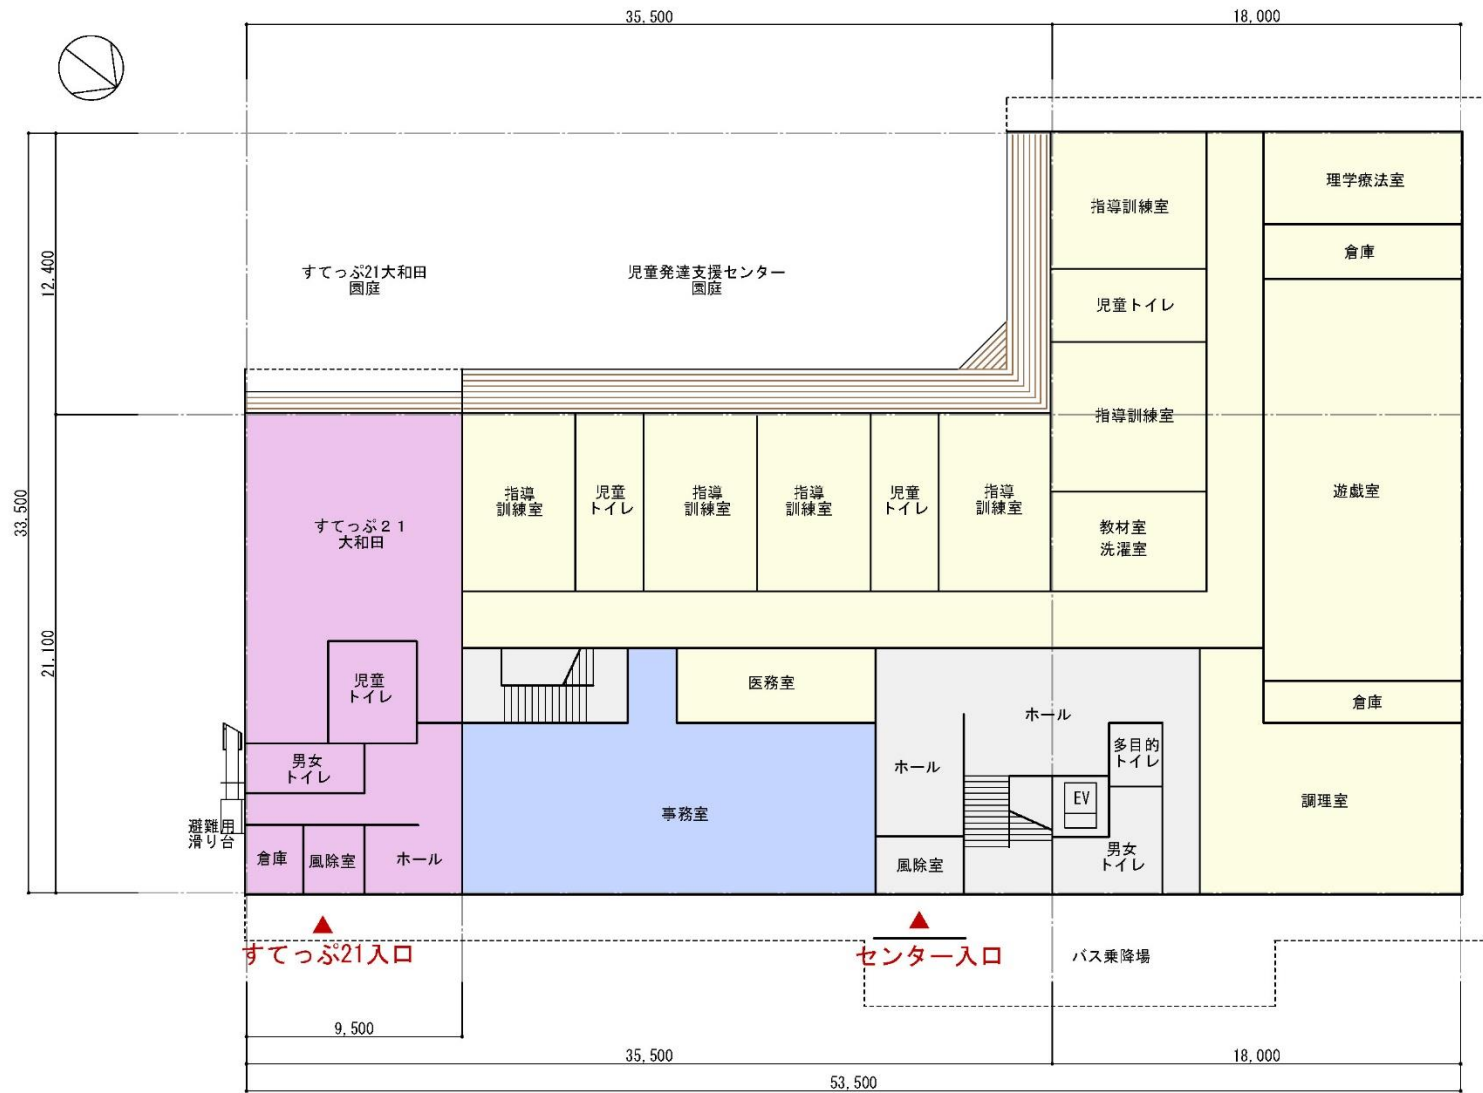 35,500
18,000
指導訓練室
理学療法室
倉庫
すてっぷ21大和田
園庭
児童発達支援センター
園庭
児童トイレ
12,400
指導訓練室
遊戯室
33,500
指導
訓練室
児童
トイレ
指導
訓練室
指導
訓練室
児童
トイレ
指導
訓練室
すてっぷ２１
大和田
教材室
洗濯室
21,100
児童
トイレ
医務室
倉庫
ホール
男女
トイレ
ホール
多目的
トイレ
事務室
EV
調理室
避難用
滑り台
倉庫
風除室
ホール
風除室
男女
トイレ
すてっぷ21入口
センター入口
バス乗降場
9,500
35,500
18,000
53,500